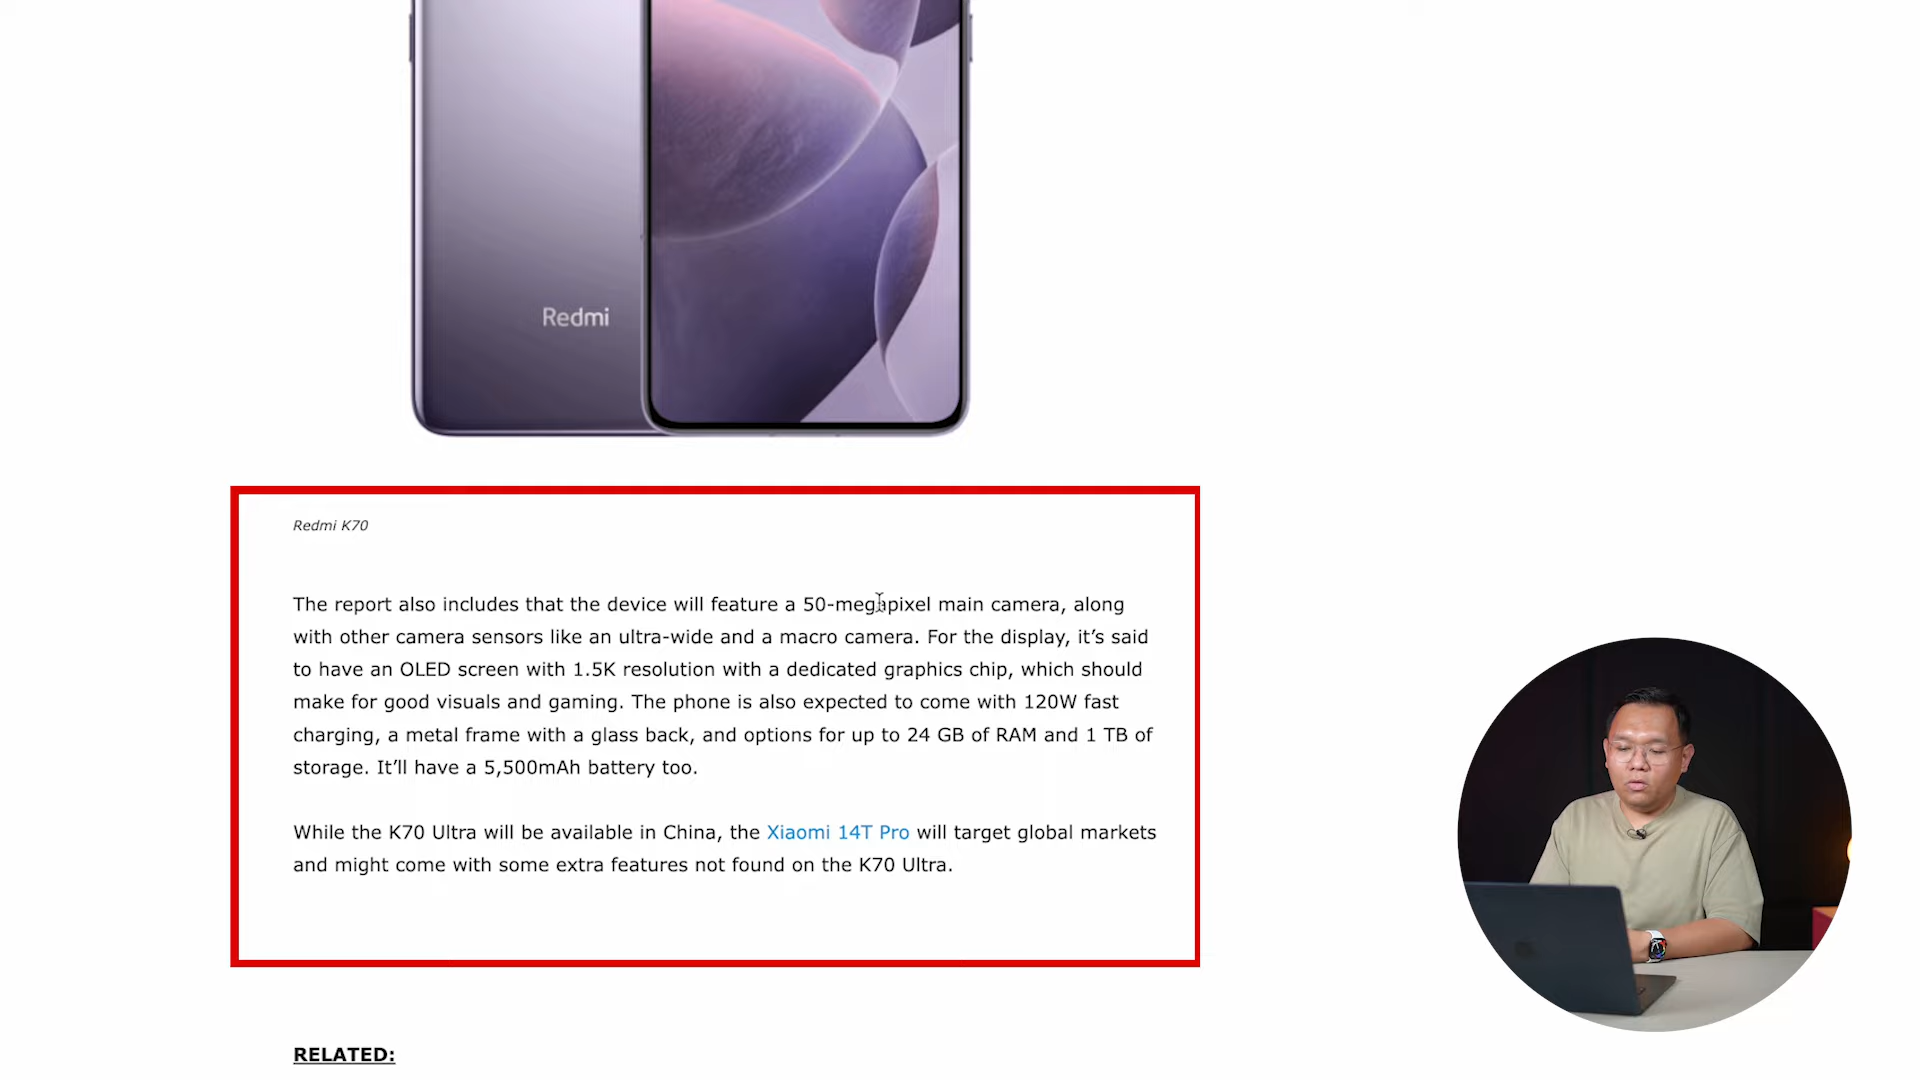 Redmi
Redmi K70
The report also includes that the device will feature a 50-megapixel main camera, along
with other camera sensors like an ultra-wide and a macro camera. For the display, it’s said
to have an OLED screen with 1.5K resolution with a dedicated graphics chip, which should
make for good visuals and gaming. The phone is also expected to come with 120W fast
charging, a metal frame with a glass back, and options for up to 24 GB of RAM and 1 TB of
storage. It’ll have a 5,500mAh battery too.
While the K70 Ultra will be available in China, the Xiaomi 14T Pro will target global markets
and might come with some extra features not found on the K70 Ultra.
RELATED: